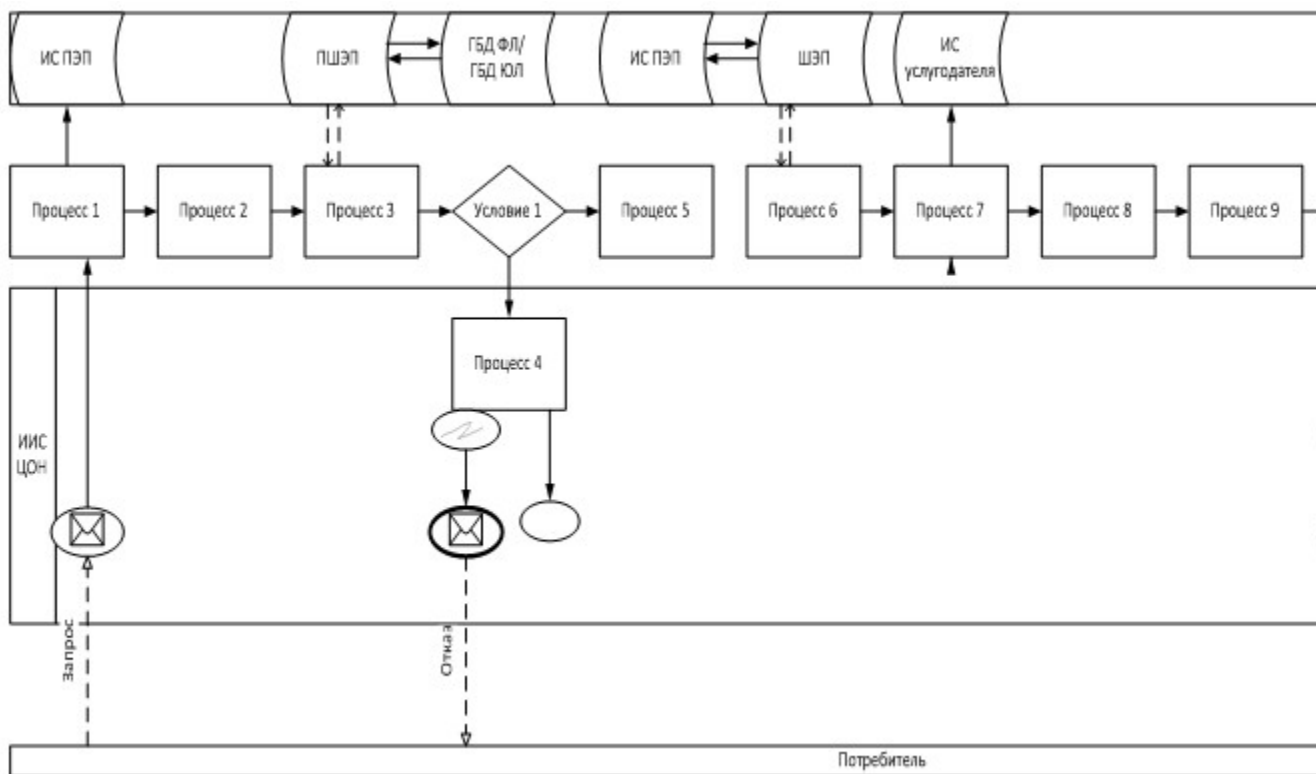 ИС ПЭП
ПШЭП
ГБД ФЛ/
ГБД ЮЛ
ИС ПЭП
ШЭП
ИС
услугодателя
Процесс 1
Процесс 2
Процесс 3
Условие 1
Процесс 5
Процесс 6
Процесс 7
Процесс 8
Процесс 9
Процесс 4
ИИС
ЦОН
Запрос
Отказ
Потребитель